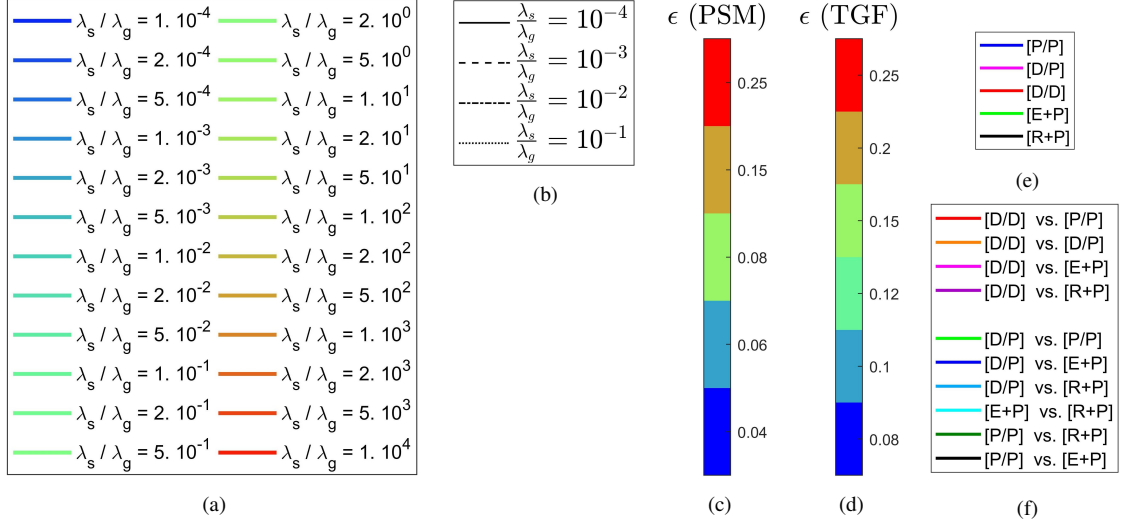 λs / λg = 1. 10^-4
λs / λg = 2. 10^-4
λs / λg = 5. 10^-4
λs / λg = 1. 10^-3
λs / λg = 2. 10^-3
λs / λg = 5. 10^-3
λs / λg = 1. 10^-2
λs / λg = 2. 10^-2
λs / λg = 5. 10^-2
λs / λg = 1. 10^-1
λs / λg = 2. 10^-1
λs / λg = 5. 10^-1
λs / λg = 2. 10^0
λs / λg = 5. 10^0
λs / λg = 1. 10^1
λs / λg = 2. 10^1
λs / λg = 5. 10^1
λs / λg = 1. 10^2
λs / λg = 2. 10^2
λs / λg = 5. 10^2
λs / λg = 1. 10^3
λs / λg = 2. 10^3
λs / λg = 5. 10^3
λs / λg = 1. 10^4
(a)
λs/λg = 10^-4
λs/λg = 10^-3
λs/λg = 10^-2
λs/λg = 10^-1
(b)
ϵ (PSM)
0.25
0.15
0.08
0.06
0.04
(c)
ϵ (TGF)
0.25
0.2
0.15
0.12
0.1
0.08
(d)
[P/P]
[D/P]
[D/D]
[E+P]
[R+P]
(e)
[D/D] vs. [P/P]
[D/D] vs. [D/P]
[D/D] vs. [E+P]
[D/D] vs. [R+P]
[D/P] vs. [P/P]
[D/P] vs. [E+P]
[D/P] vs. [R+P]
[E+P] vs. [R+P]
[P/P] vs. [R+P]
[P/P] vs. [E+P]
(f)